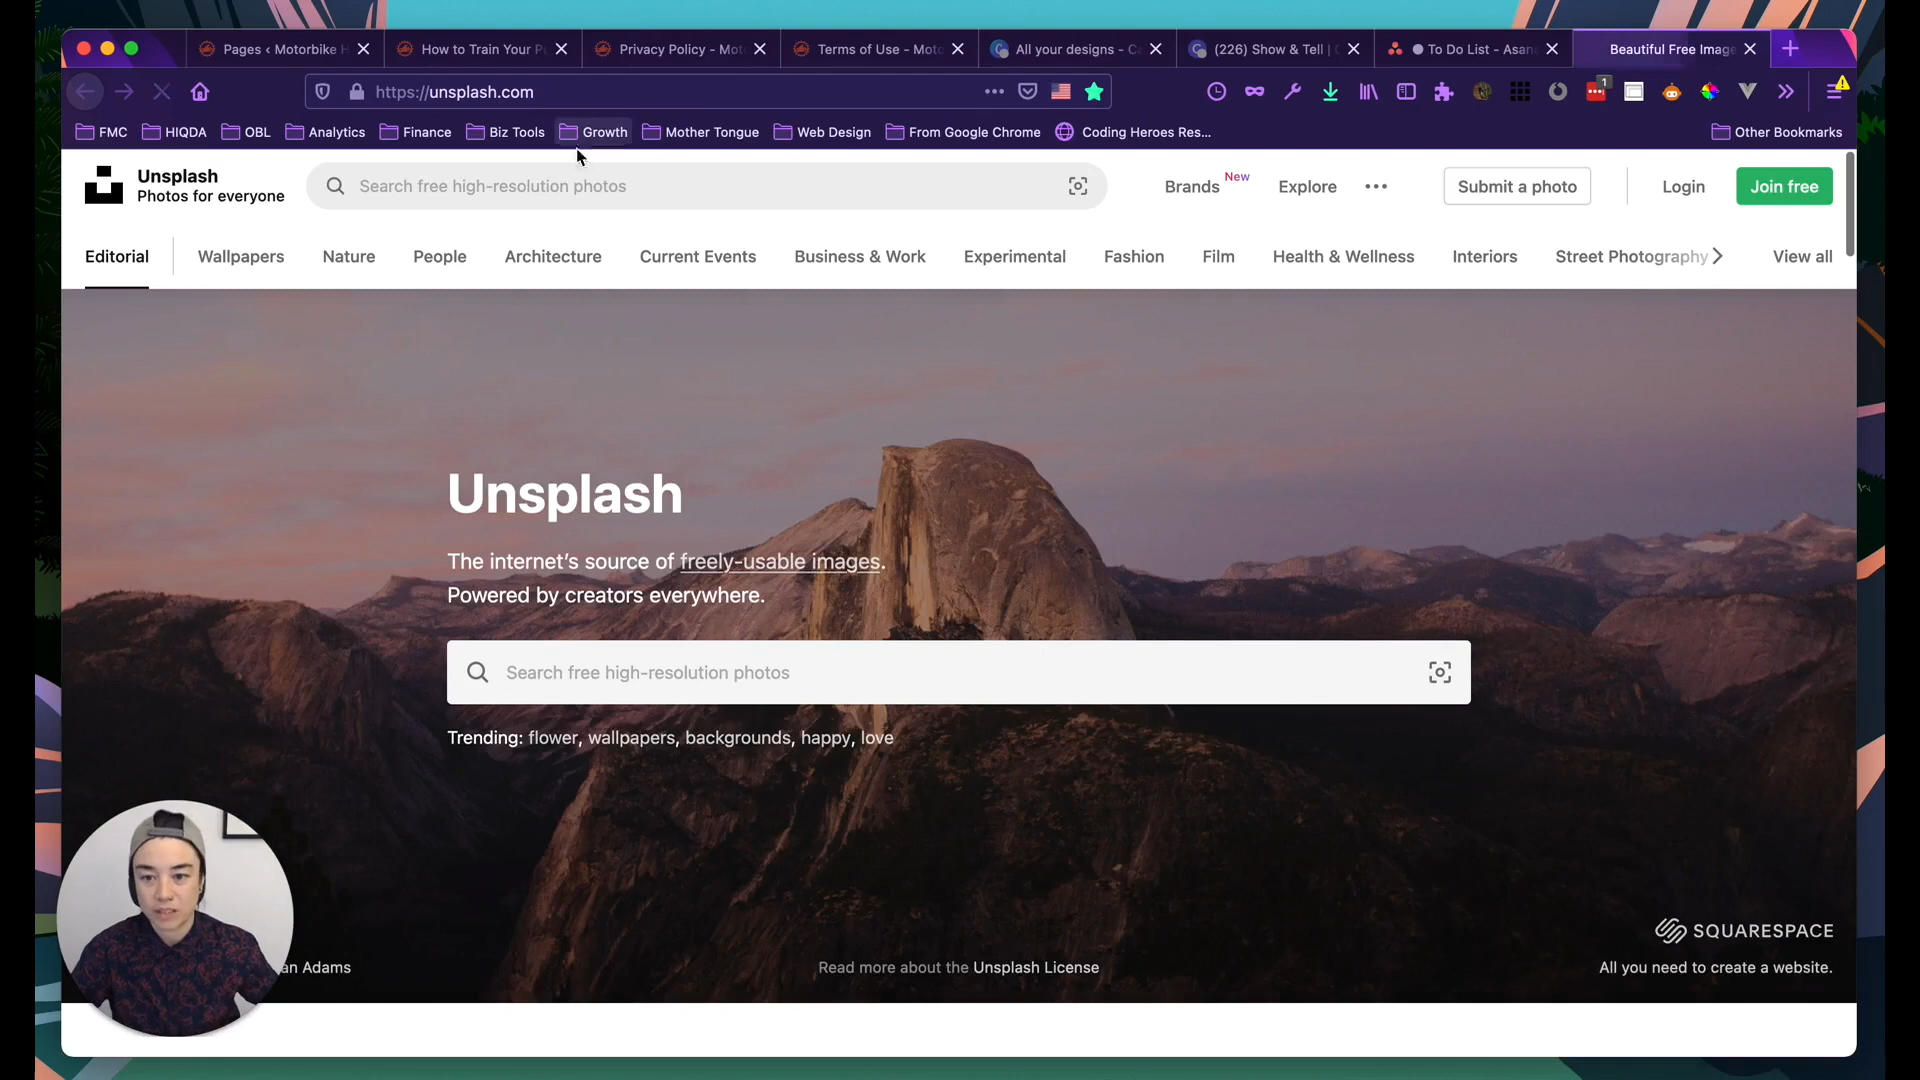 Pages ‹ Motorbike H
How to Train Your P
Privacy Policy - Mot
Terms of Use - Moto
All your designs - C
(226) Show & Tell |
To Do List - Asan
Beautiful Free Image
https://unsplash.com
1
FMC
HIQDA
OBL
Analytics
Finance
Biz Tools
Growth
Mother Tongue
Web Design
From Google Chrome
Coding Heroes Res...
Other Bookmarks
Unsplash
Photos for everyone
Search free high-resolution photos
Brands New
Explore
Submit a photo
Login
Join free
Editorial
Wallpapers
Nature
People
Architecture
Current Events
Business & Work
Experimental
Fashion
Film
Health & Wellness
Interiors
Street Photography
View all
Unsplash
The internet’s source of freely-usable images.
Powered by creators everywhere.
Search free high-resolution photos
Trending: flower, wallpapers, backgrounds, happy, love
SQUARESPACE
an Adams
Read more about the Unsplash License
All you need to create a website.